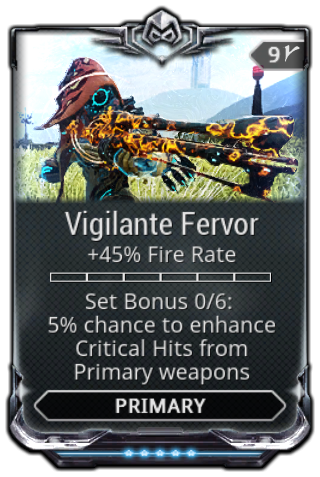 9
Vigilante Fervor
+45% Fire Rate
Set Bonus 0/6:
5% chance to enhance
Critical Hits from
Primary weapons
PRIMARY